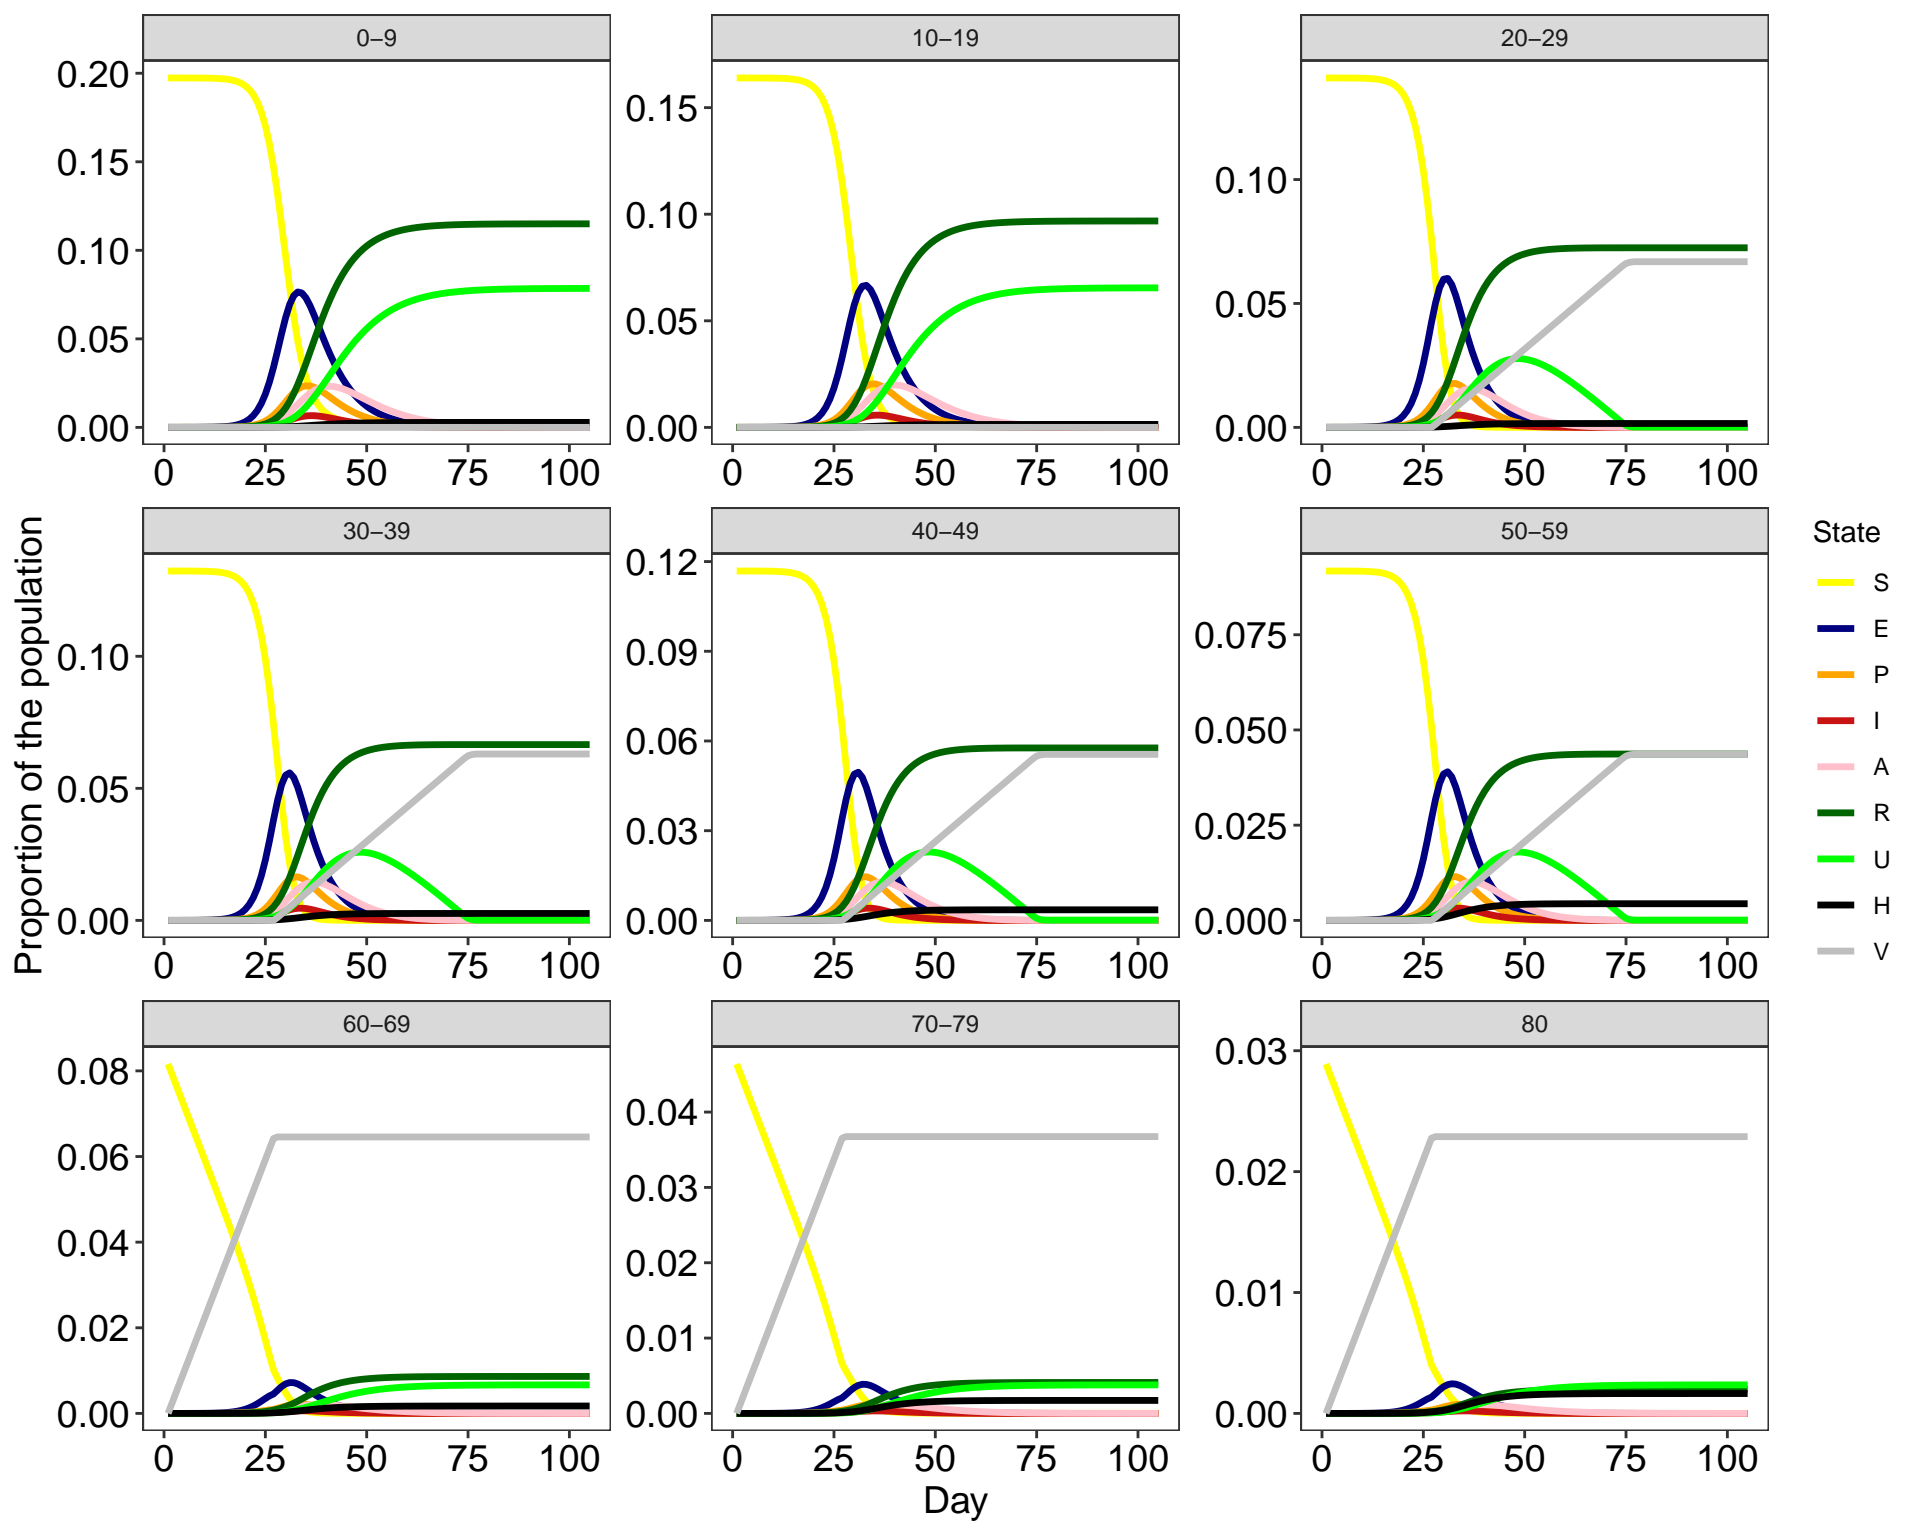 0–9
10–19
20–29
0.20
0.15
0.10
0.05
0.00
0.15
0.10
0.05
0.00
0.10
0.05
0.00
0 25 50 75 100
0 25 50 75 100
0 25 50 75 100
30–39
40–49
50–59
0.10
0.05
0.00
0.12
0.09
0.06
0.03
0.00
0.075
0.050
0.025
0.000
0 25 50 75 100
0 25 50 75 100
0 25 50 75 100
60–69
70–79
80
0.08
0.06
0.04
0.02
0.00
0.04
0.03
0.02
0.01
0.00
0.03
0.02
0.01
0.00
0 25 50 75 100
0 25 50 75 100
0 25 50 75 100
Day
Proportion of the population
State
S
E
P
I
A
R
U
H
V